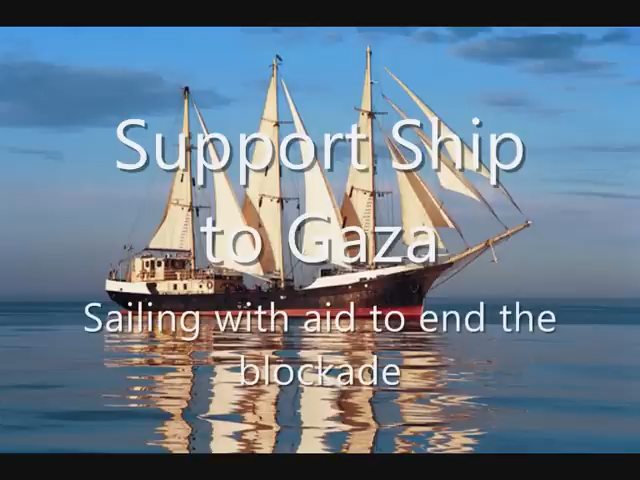 Support Ship
to Gaza
Sailing with aid to end the
blockade